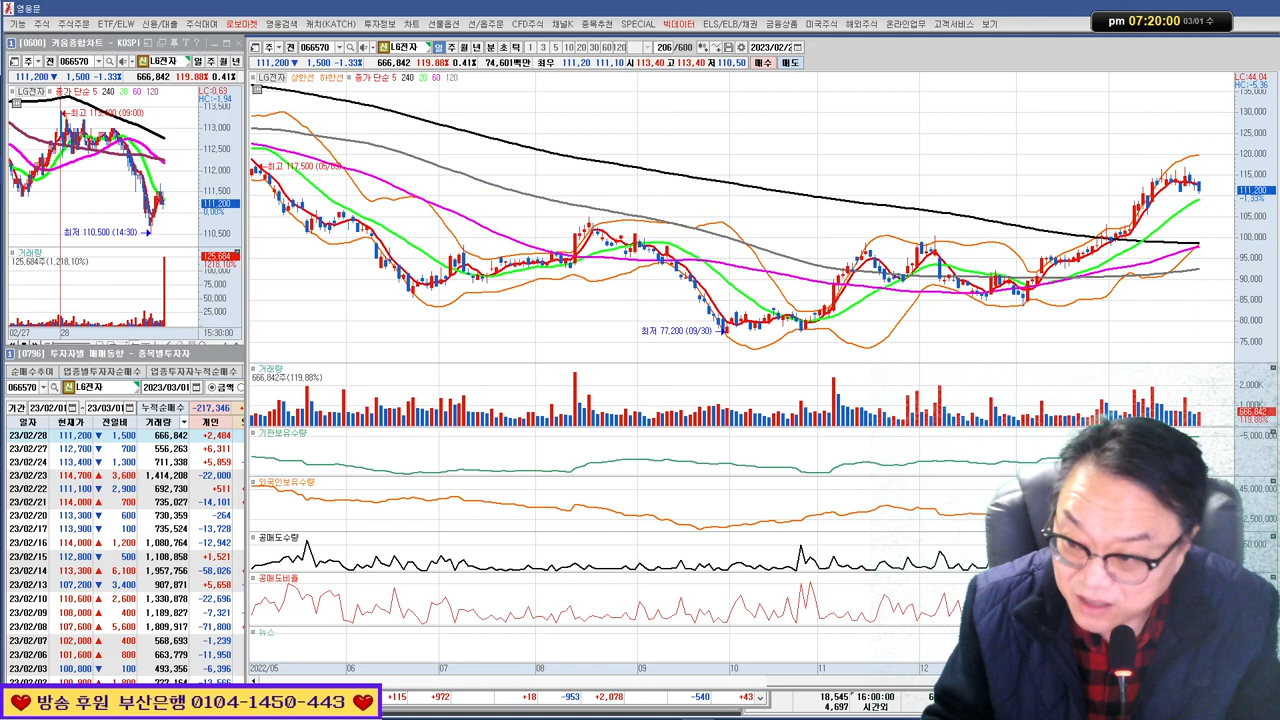 영웅문
기능 주식 주식주문 ETF/ELW 신용/대출 주식대여 로보마켓 영웅검색 캐치(KATCH) 투자정보 차트 선물옵션 선/옵주문 CFD주식 채널K 종목추천 SPECIAL 빅데이터 ELS/ELB/채권 금융상품 미국주식 해외주식 온라인업무 고객서비스 보기
pm 07:20:00 03/01 수
1 [0600] 키움종합차트 - KOSPI
주 전 066570 신 LG전자 일 주 월 년
111,200 ▼ 1,500 -1.33% 666,842 119.88% 0.41%
LG전자 종가 단순 5 240 20 60 120
LC:0.63
HC:-1.94
113,500
최고 113,400 (09:00)
113,000
112,500
112,000
111,500
111,200
0.00%
110,500
최저 110,500 (14:30)
거래량
125,684주(1,218.10%)
125,684
1218.10%
100,000
75,000
50,000
25,000
02/27 28 15:30:00
주 전 066570 신 LG전자 일 주 월 년 분 초 틱 1 3 5 10 20 30 60 120 206 /600 2023/02/2
111,200 ▼ 1,500 -1.33% 666,842 119.88% 0.41% 74,601백만 최우 111,20 111,10 시 113,40 고 113,40 저 110,50 매수 매도
LG전자 상한선 하한선 종가 단순 5 240 20 60 120
LC:44.04
HC:-5.36
135,000
130,000
125,000
120,000
115,000
111,200
-1.33%
105,000
100,000
95,000
90,000
85,000
80,000
75,000
최저 77,200 (09/30)
거래량
666,842주(119.88%)
2,000K
1,000K
666,842
119.88%
기관보유수량
-5,000,000
외국인보유수량
45,000,000
공매도수량
공매도비율
뉴스
2022/05 06 07 08 09 10 11 12
1 [0796] 투자자별 매매동향 - 종목별투자자
순매수추이 업종별투자자순매수 업종투자자누적순매수
066570 신 LG전자 2023/03/01 금액
기간 23/02/01 - 23/03/01 누적순매수 -217,346
일자 현재가 전일비 거래량 개인
23/02/28 111,200 ▼ 1,500 666,842 +2,484
23/02/27 112,700 ▼ 700 556,263 +6,311
23/02/24 113,400 ▼ 1,300 711,338 +5,859
23/02/23 114,700 ▲ 3,600 1,414,208 -22,000
23/02/22 111,100 ▼ 2,900 692,730 +511
23/02/21 114,000 ▲ 700 735,827 -14,101
23/02/20 113,300 ▼ 600 730,359 -264
23/02/17 113,900 ▼ 100 735,524 -13,728
23/02/16 114,000 ▲ 1,200 1,080,764 -12,942
23/02/15 112,800 ▼ 500 1,108,858 +1,521
23/02/14 113,300 ▲ 6,100 1,957,756 -58,026
23/02/13 107,200 ▼ 3,400 907,871 +5,658
23/02/10 110,600 ▲ 2,600 1,330,878 -22,696
23/02/09 108,000 ▲ 400 1,189,827 -7,321
23/02/08 107,600 ▲ 5,600 1,809,917 -71,800
23/02/07 102,000 ▲ 400 568,693 -1,239
23/02/06 101,600 ▲ 800 663,779 -11,950
23/02/03 100,800 ▼ 100 493,356 -6,396
방송 후원 부산은행 0104-1450-443
+115 +972 +18 -953 +2,078 -540 +43 18,545 16:00:00
4,697 시간외